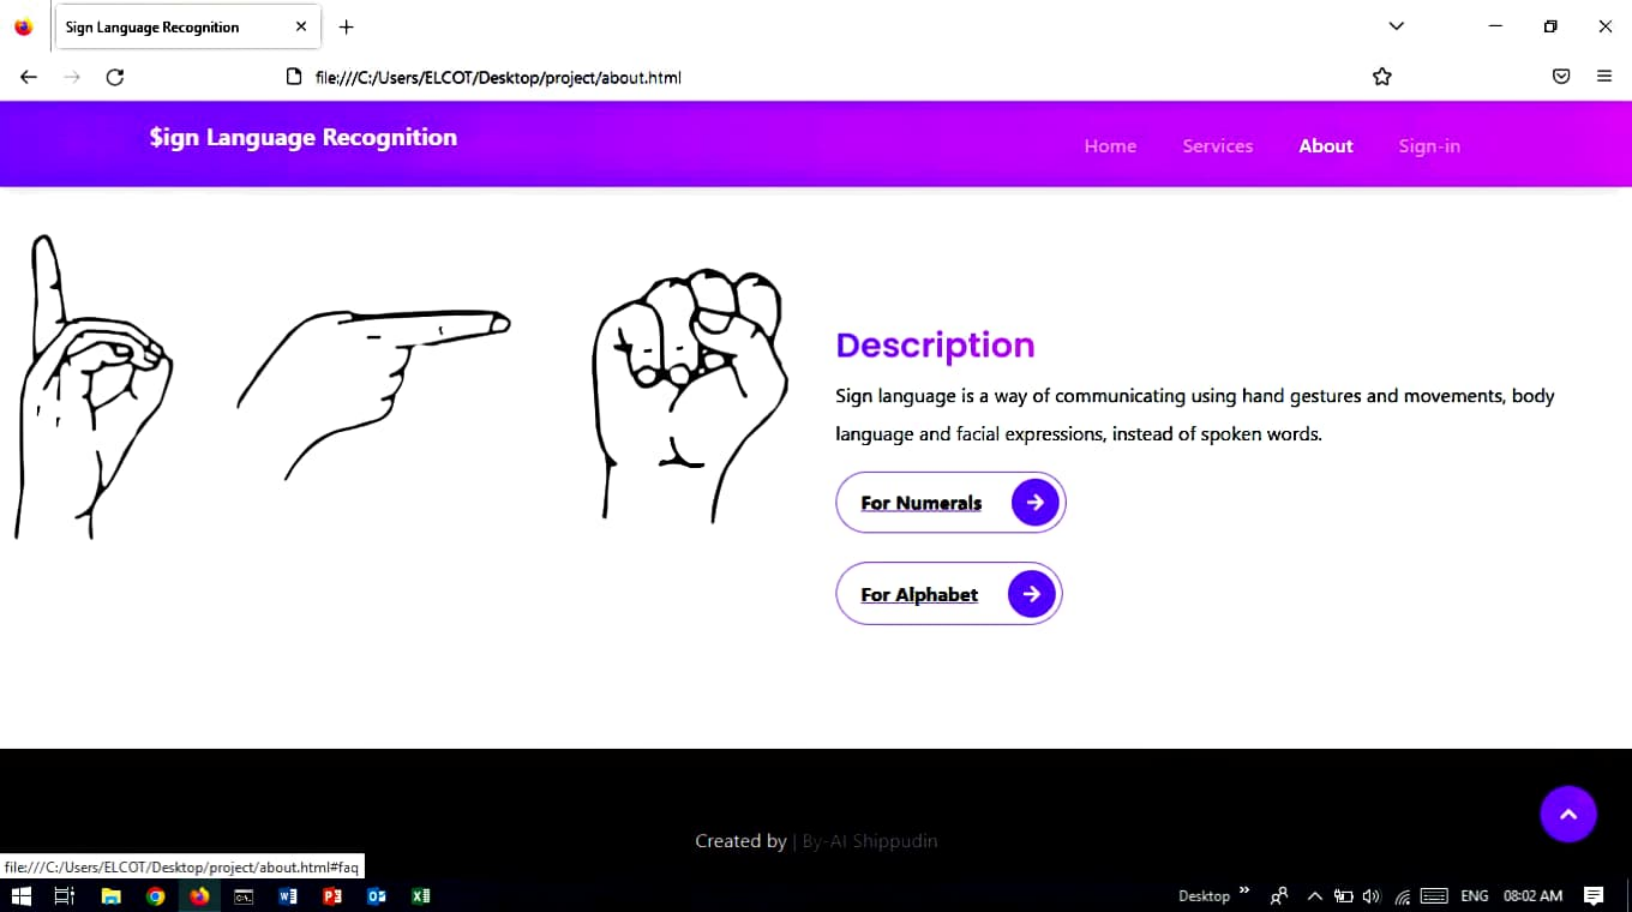 Sign Language Recognition
file:///C:/Users/ELCOT/Desktop/project/about.html
$ign Language Recognition
Home Services About Sign-in
Description
Sign language is a way of communicating using hand gestures and movements, body
language and facial expressions, instead of spoken words.
For Numerals
For Alphabet
Created by | By-AI Shippudin
file:///C:/Users/ELCOT/Desktop/project/about.html#faq
Desktop ENG 08:02 AM